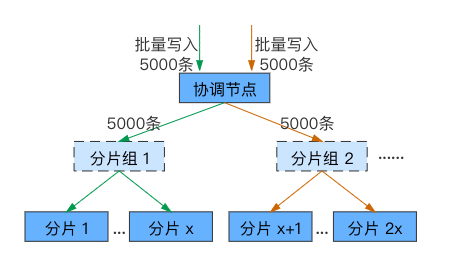 批量写入 批量写入
5000条 5000条
协调节点
5000条 5000条
分片组 1 分片组 2 ······
分片 1 ... 分片 x 分片 x+1 ... 分片 2x